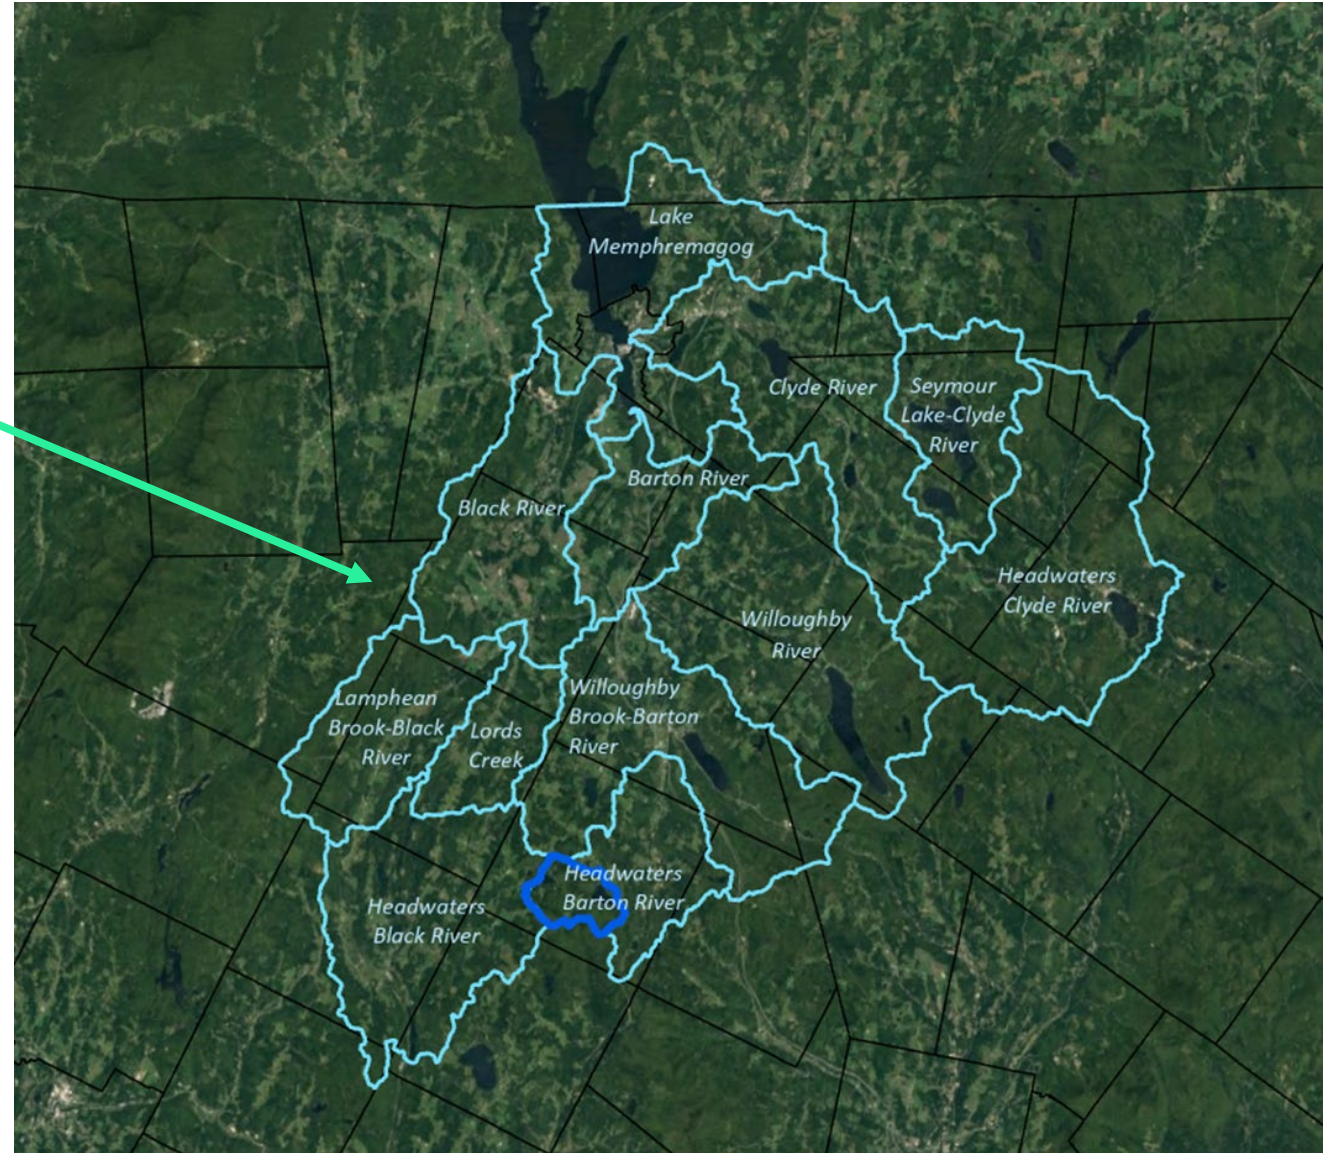 Lake
Memphremagog
Clyde River
Seymour
Lake-Clyde
River
Barton River
Black River
Headwaters
Clyde River
Willoughby
River
Lamphean
Brook-Black
River
Lords
Creek
Willoughby
Brook-Barton
River
Headwaters
Barton River
Headwaters
Black River